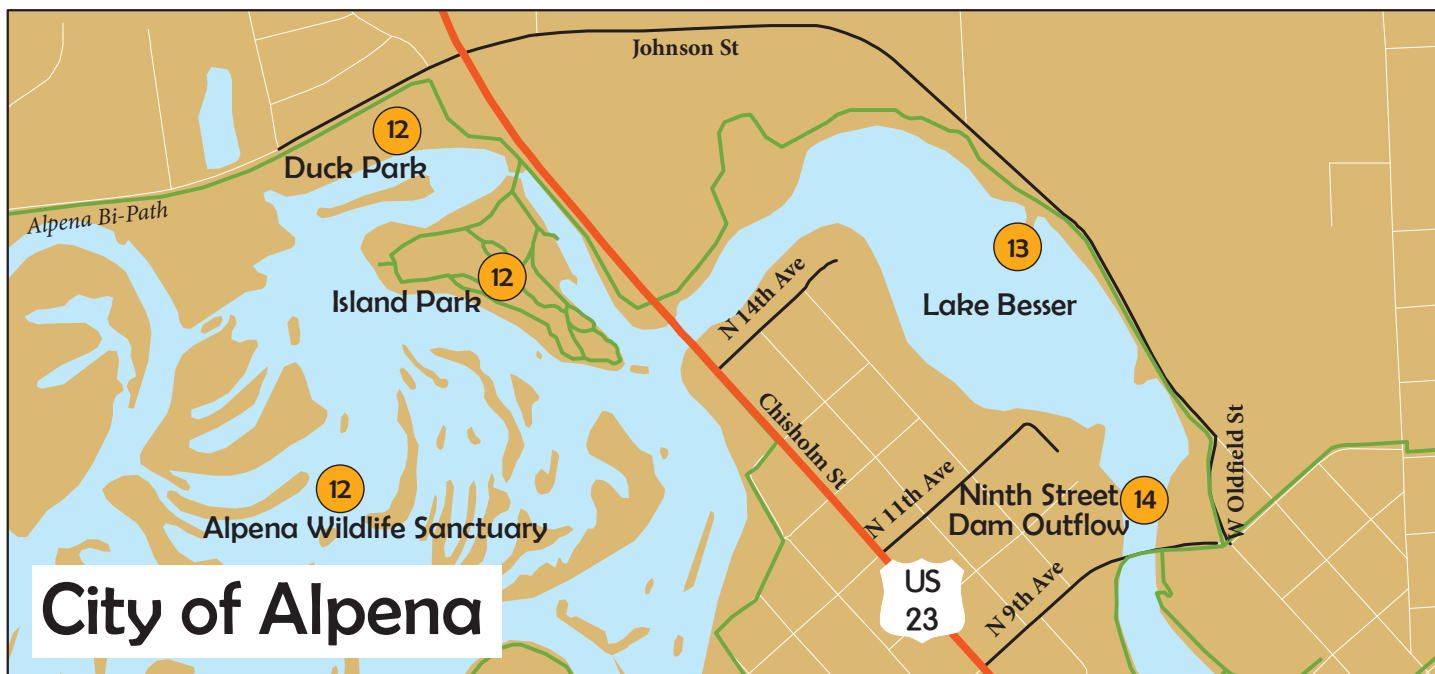 Johnson St
12
Duck Park
Alpena Bi-Path
12
Island Park
13
Lake Besser
N 14th Ave
Chisholm St
N 11th Ave
12
Alpena Wildlife Sanctuary
Ninth Street
Dam Outflow
14
W Oldfield St
N 9th Ave
US
23
City of Alpena